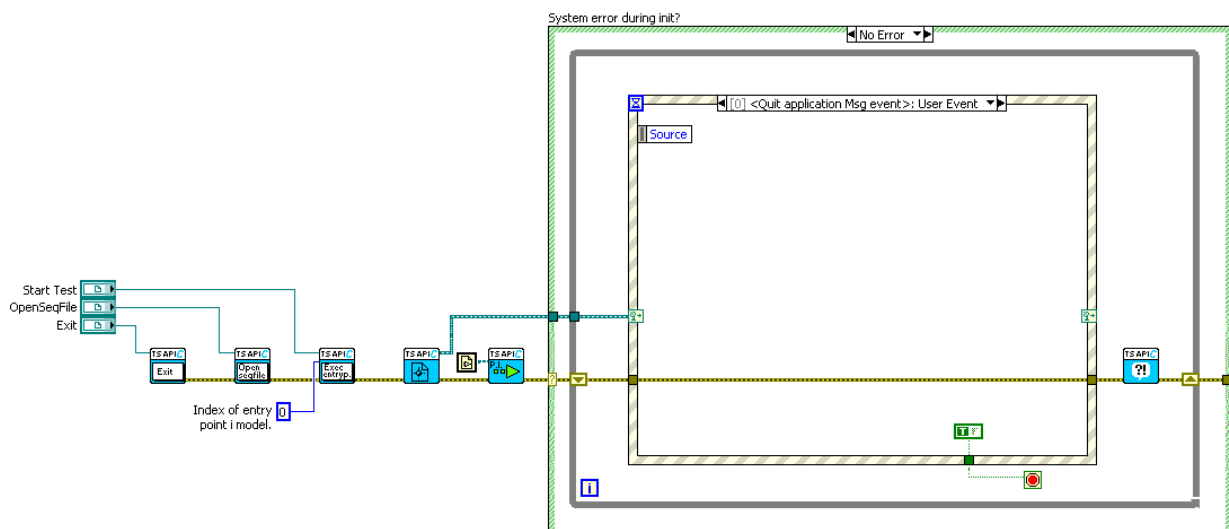 System error during init?
No Error
[0] <Quit application Msg event>: User Event
Source
Start Test
OpenSeqFile
Exit
TS API C
Exit
TS API C
Open
seqfile
TS API C
Exec
entryp.
TS API C
TS API C
P.I.
TS API C
?!
?
Index of entry
point i model.
0
T F
i